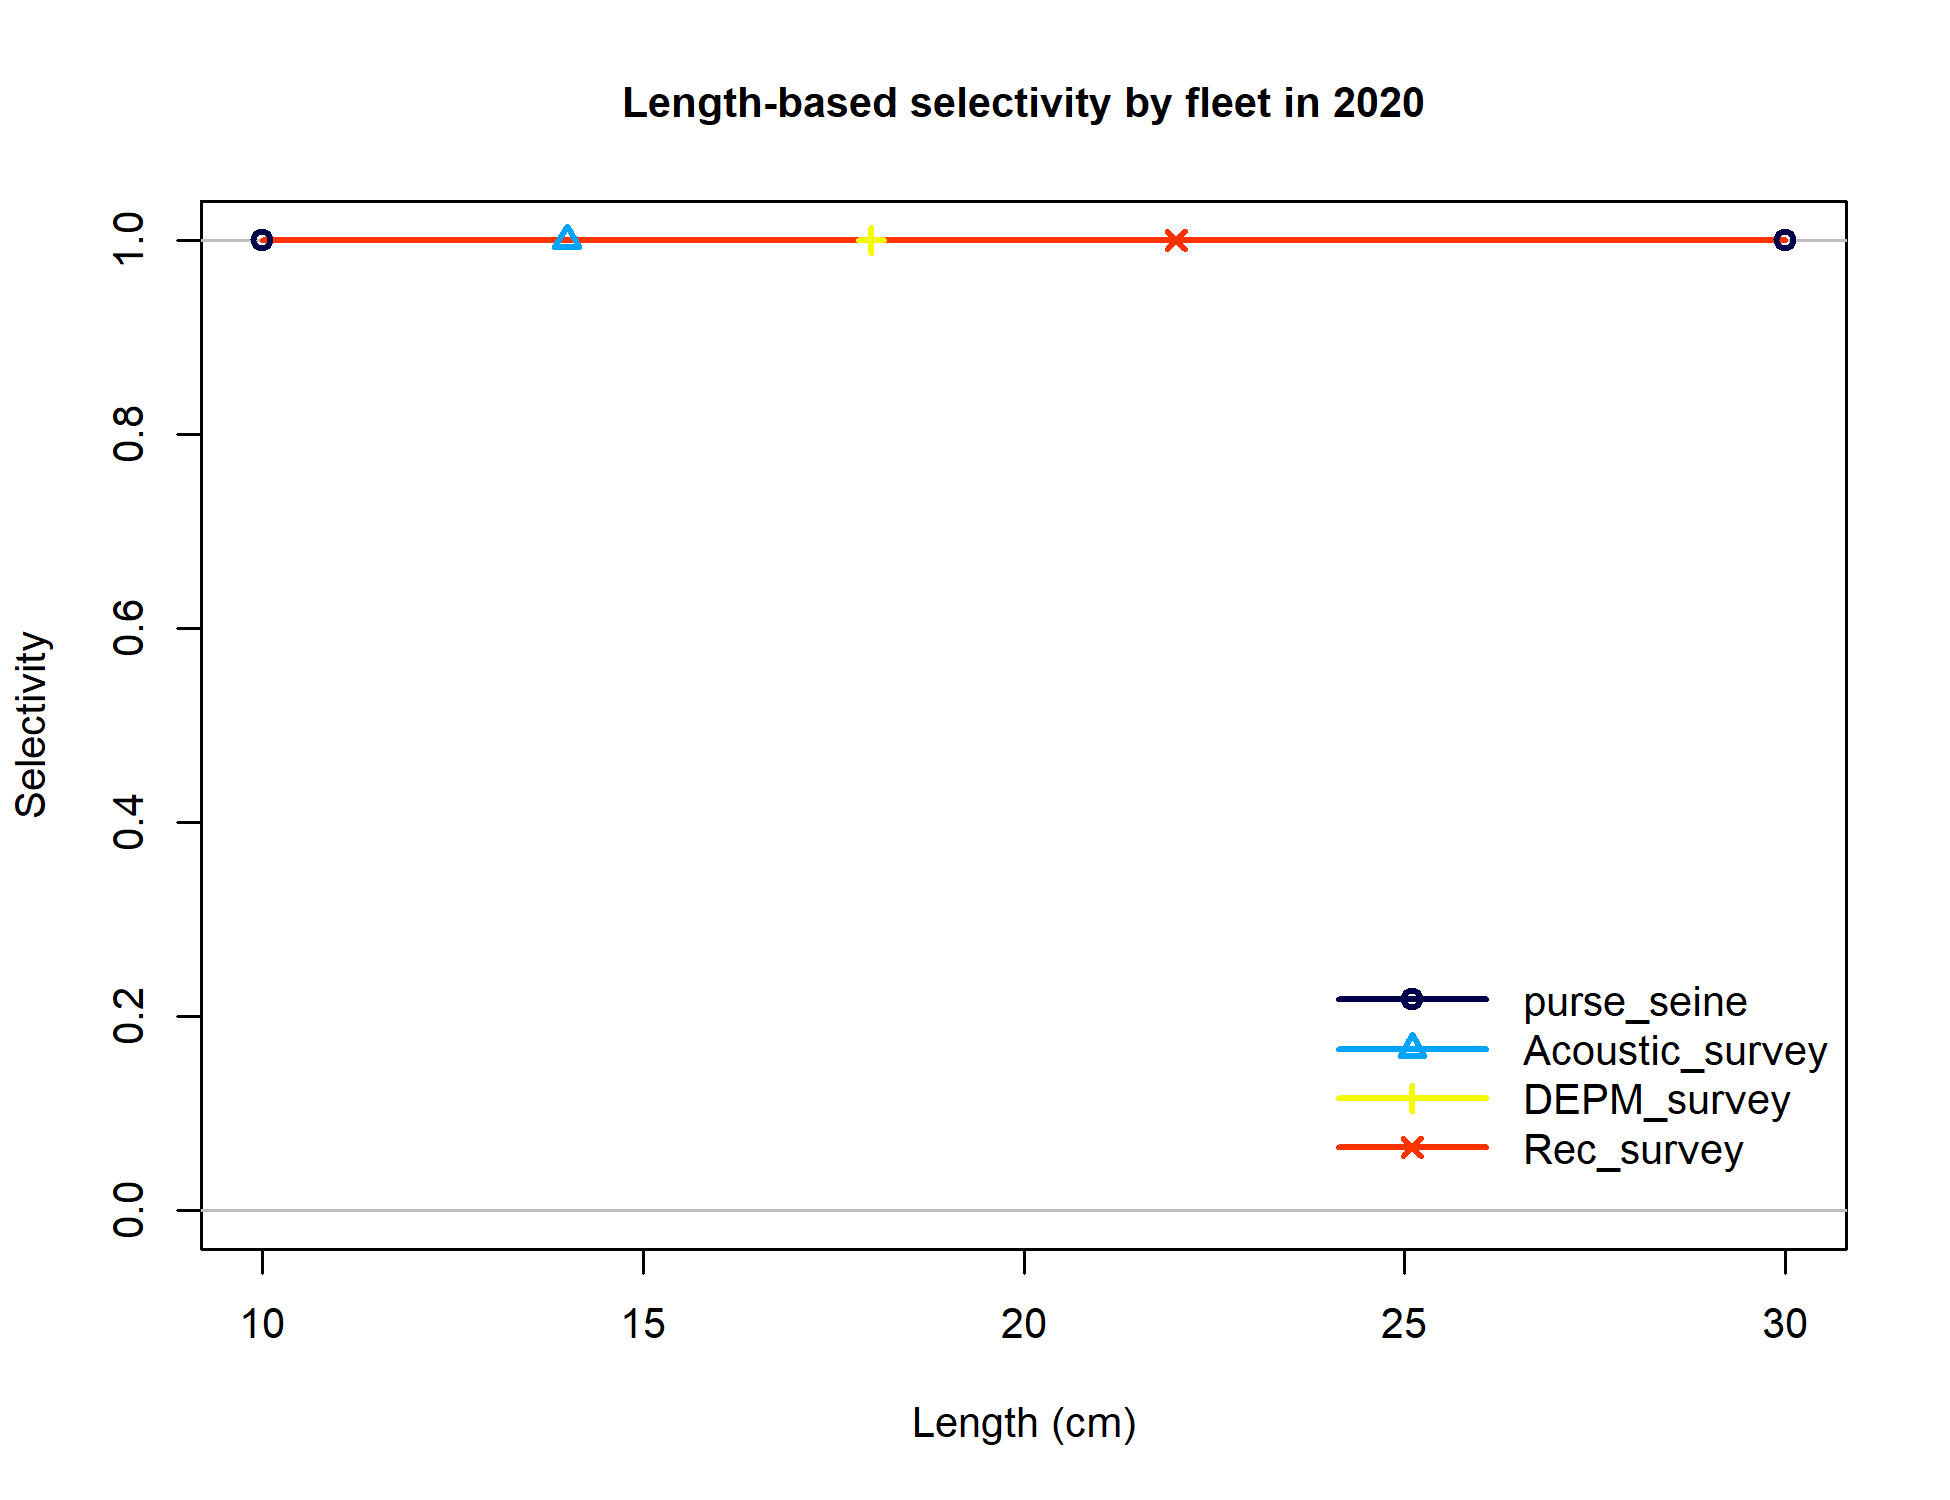 Length-based selectivity by fleet in 2020
1.0
0.8
0.6
0.4
0.2
0.0
Selectivity
purse_seine
Acoustic_survey
DEPM_survey
Rec_survey
10 15 20 25 30
Length (cm)